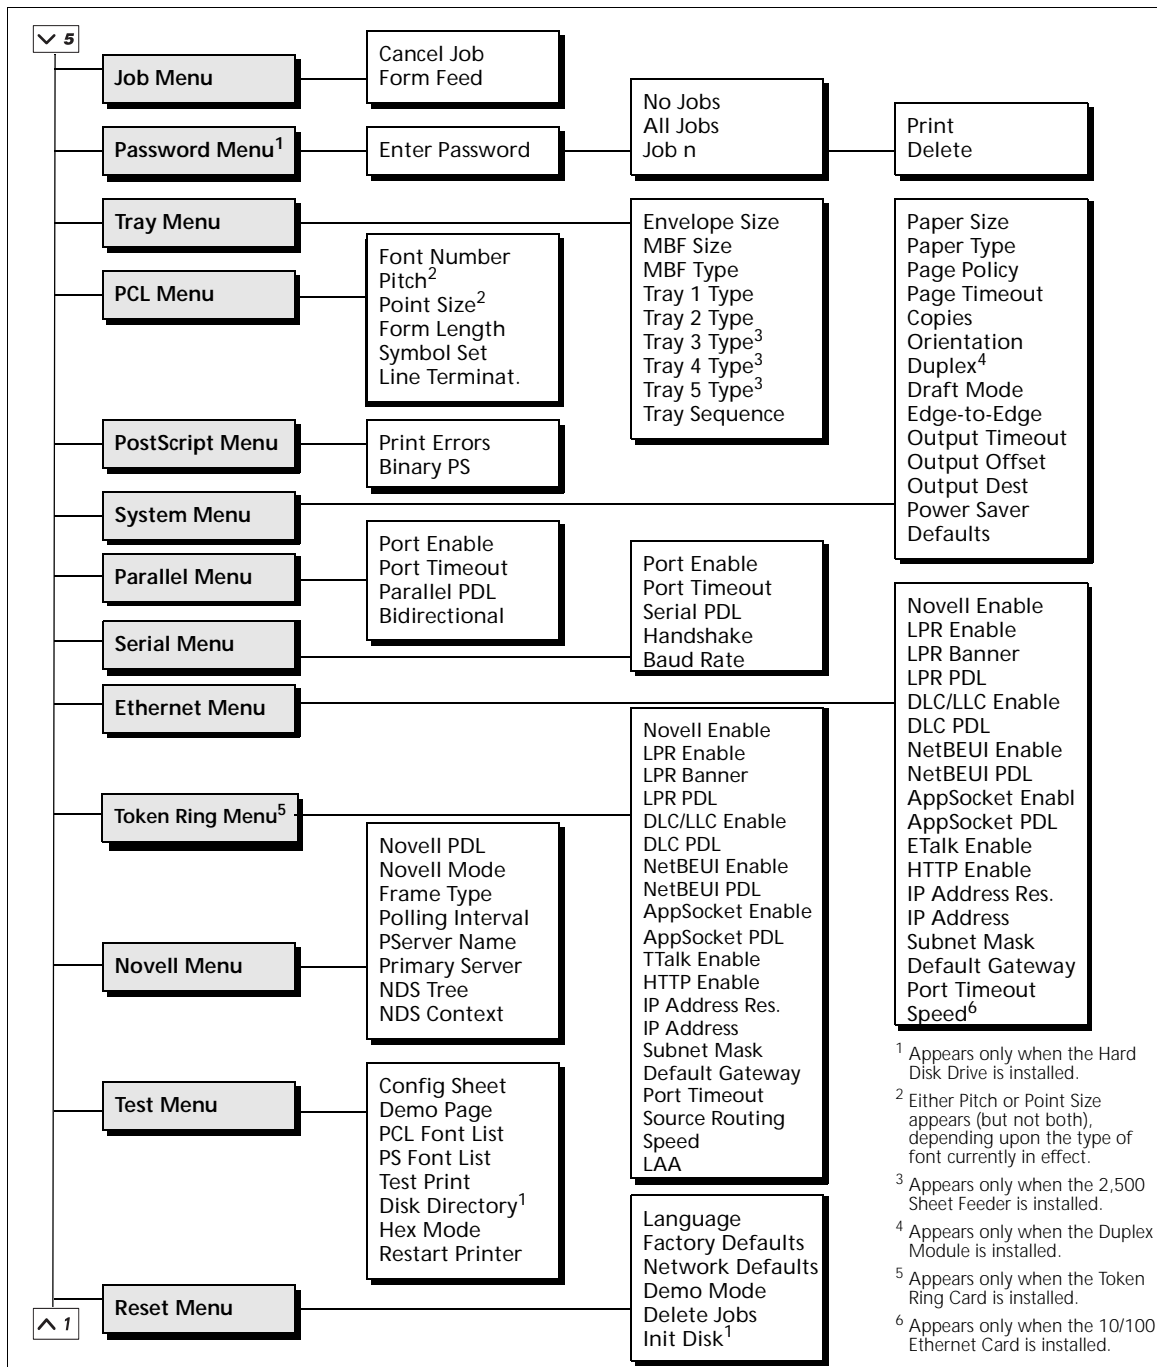 5
Job Menu
Cancel Job
Form Feed
Password Menu1
Enter Password
No Jobs
All Jobs
Job n
Print
Delete
Tray Menu
Envelope Size
MBF Size
MBF Type
Tray 1 Type
Tray 2 Type
Tray 3 Type3
Tray 4 Type3
Tray 5 Type3
Tray Sequence
PCL Menu
Font Number
Pitch2
Point Size2
Form Length
Symbol Set
Line Terminat.
PostScript Menu
Print Errors
Binary PS
System Menu
Paper Size
Paper Type
Page Policy
Page Timeout
Copies
Orientation
Duplex4
Draft Mode
Edge-to-Edge
Output Timeout
Output Offset
Output Dest
Power Saver
Defaults
Parallel Menu
Port Enable
Port Timeout
Parallel PDL
Bidirectional
Serial Menu
Port Enable
Port Timeout
Serial PDL
Handshake
Baud Rate
Ethernet Menu
Novell Enable
LPR Enable
LPR Banner
LPR PDL
DLC/LLC Enable
DLC PDL
NetBEUI Enable
NetBEUI PDL
AppSocket Enabl
AppSocket PDL
ETalk Enable
HTTP Enable
IP Address Res.
IP Address
Subnet Mask
Default Gateway
Port Timeout
Speed6
Token Ring Menu5
Novell Enable
LPR Enable
LPR Banner
LPR PDL
DLC/LLC Enable
DLC PDL
NetBEUI Enable
NetBEUI PDL
AppSocket Enable
AppSocket PDL
TTalk Enable
HTTP Enable
IP Address Res.
IP Address
Subnet Mask
Default Gateway
Port Timeout
Source Routing
Speed
LAA
Novell Menu
Novell PDL
Novell Mode
Frame Type
Polling Interval
PServer Name
Primary Server
NDS Tree
NDS Context
Test Menu
Config Sheet
Demo Page
PCL Font List
PS Font List
Test Print
Disk Directory1
Hex Mode
Restart Printer
Reset Menu
Language
Factory Defaults
Network Defaults
Demo Mode
Delete Jobs
Init Disk1
1
1 Appears only when the Hard
Disk Drive is installed.
2 Either Pitch or Point Size
appears (but not both),
depending upon the type of
font currently in effect.
3 Appears only when the 2,500
Sheet Feeder is installed.
4 Appears only when the Duplex
Module is installed.
5 Appears only when the Token
Ring Card is installed.
6 Appears only when the 10/100
Ethernet Card is installed.